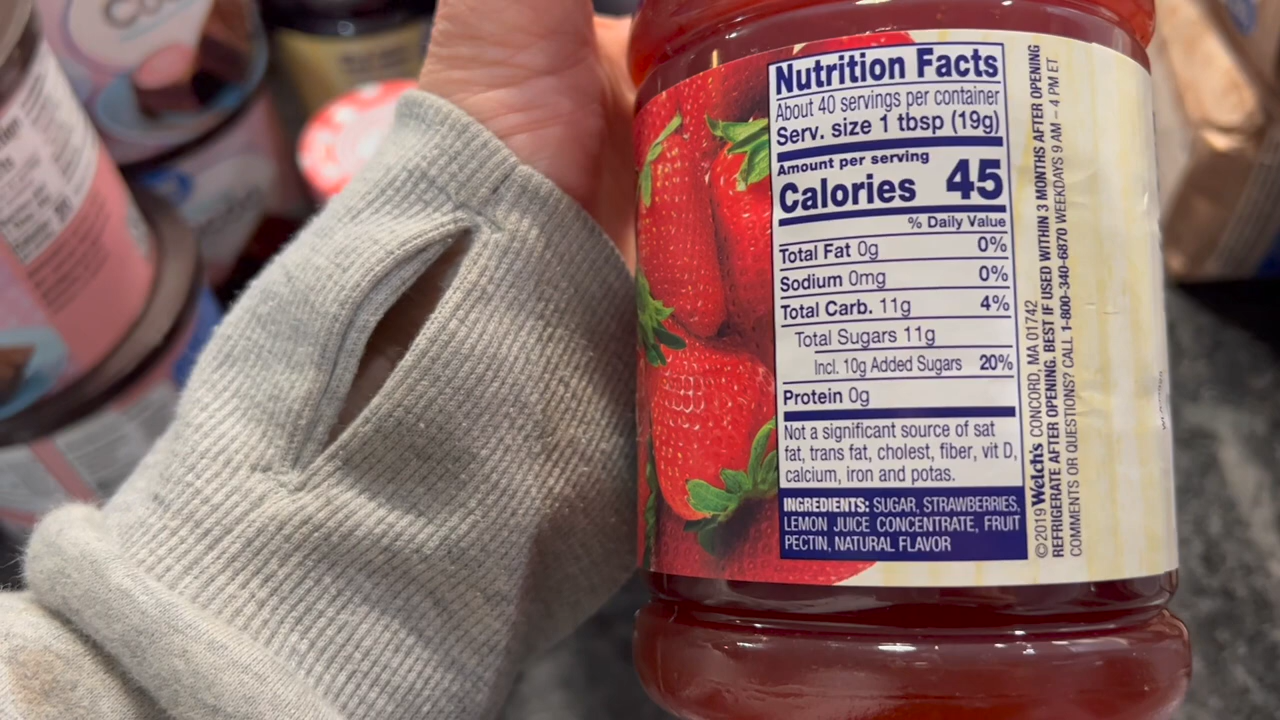 Nutrition Facts
About 40 servings per container
Serv. size 1 tbsp (19g)
Amount per serving
Calories 45
% Daily Value
Total Fat 0g 0%
Sodium 0mg 0%
Total Carb. 11g 4%
Total Sugars 11g
Incl. 10g Added Sugars 20%
Protein 0g
Not a significant source of sat
fat, trans fat, cholest, fiber, vit D,
calcium, iron and potas.
INGREDIENTS: SUGAR, STRAWBERRIES,
LEMON JUICE CONCENTRATE, FRUIT
PECTIN, NATURAL FLAVOR
©2019 Welch's CONCORD, MA 01742
REFRIGERATE AFTER OPENING. BEST IF USED WITHIN 3 MONTHS AFTER OPENING
COMMENTS OR QUESTIONS? CALL 1-800-340-6870 WEEKDAYS 9 AM – 4 PM ET